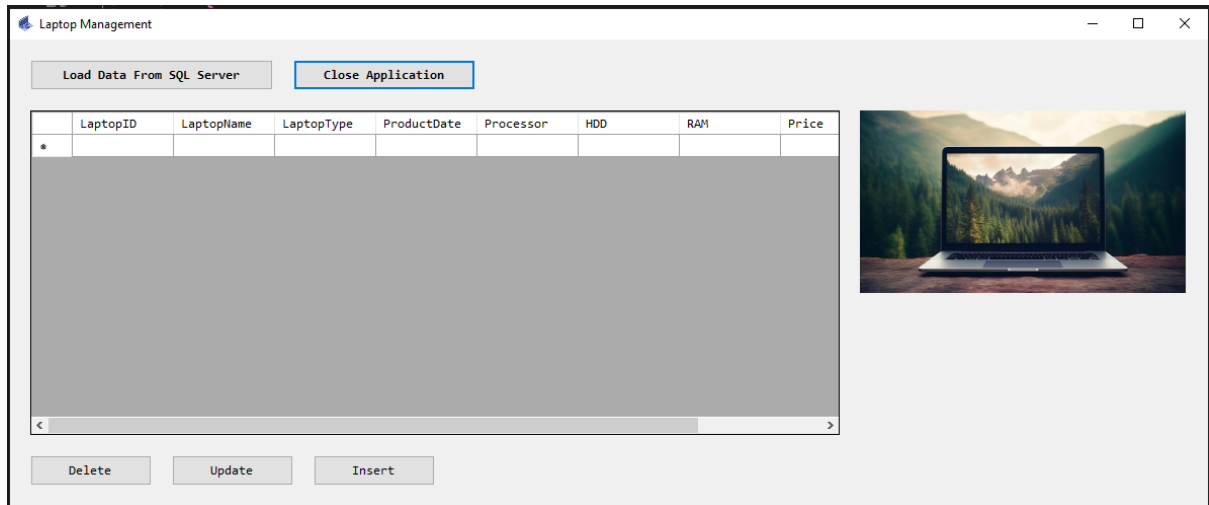 Laptop Management
Load Data From SQL Server Close Application
LaptopID LaptopName LaptopType ProductDate Processor HDD RAM Price
Delete Update Insert